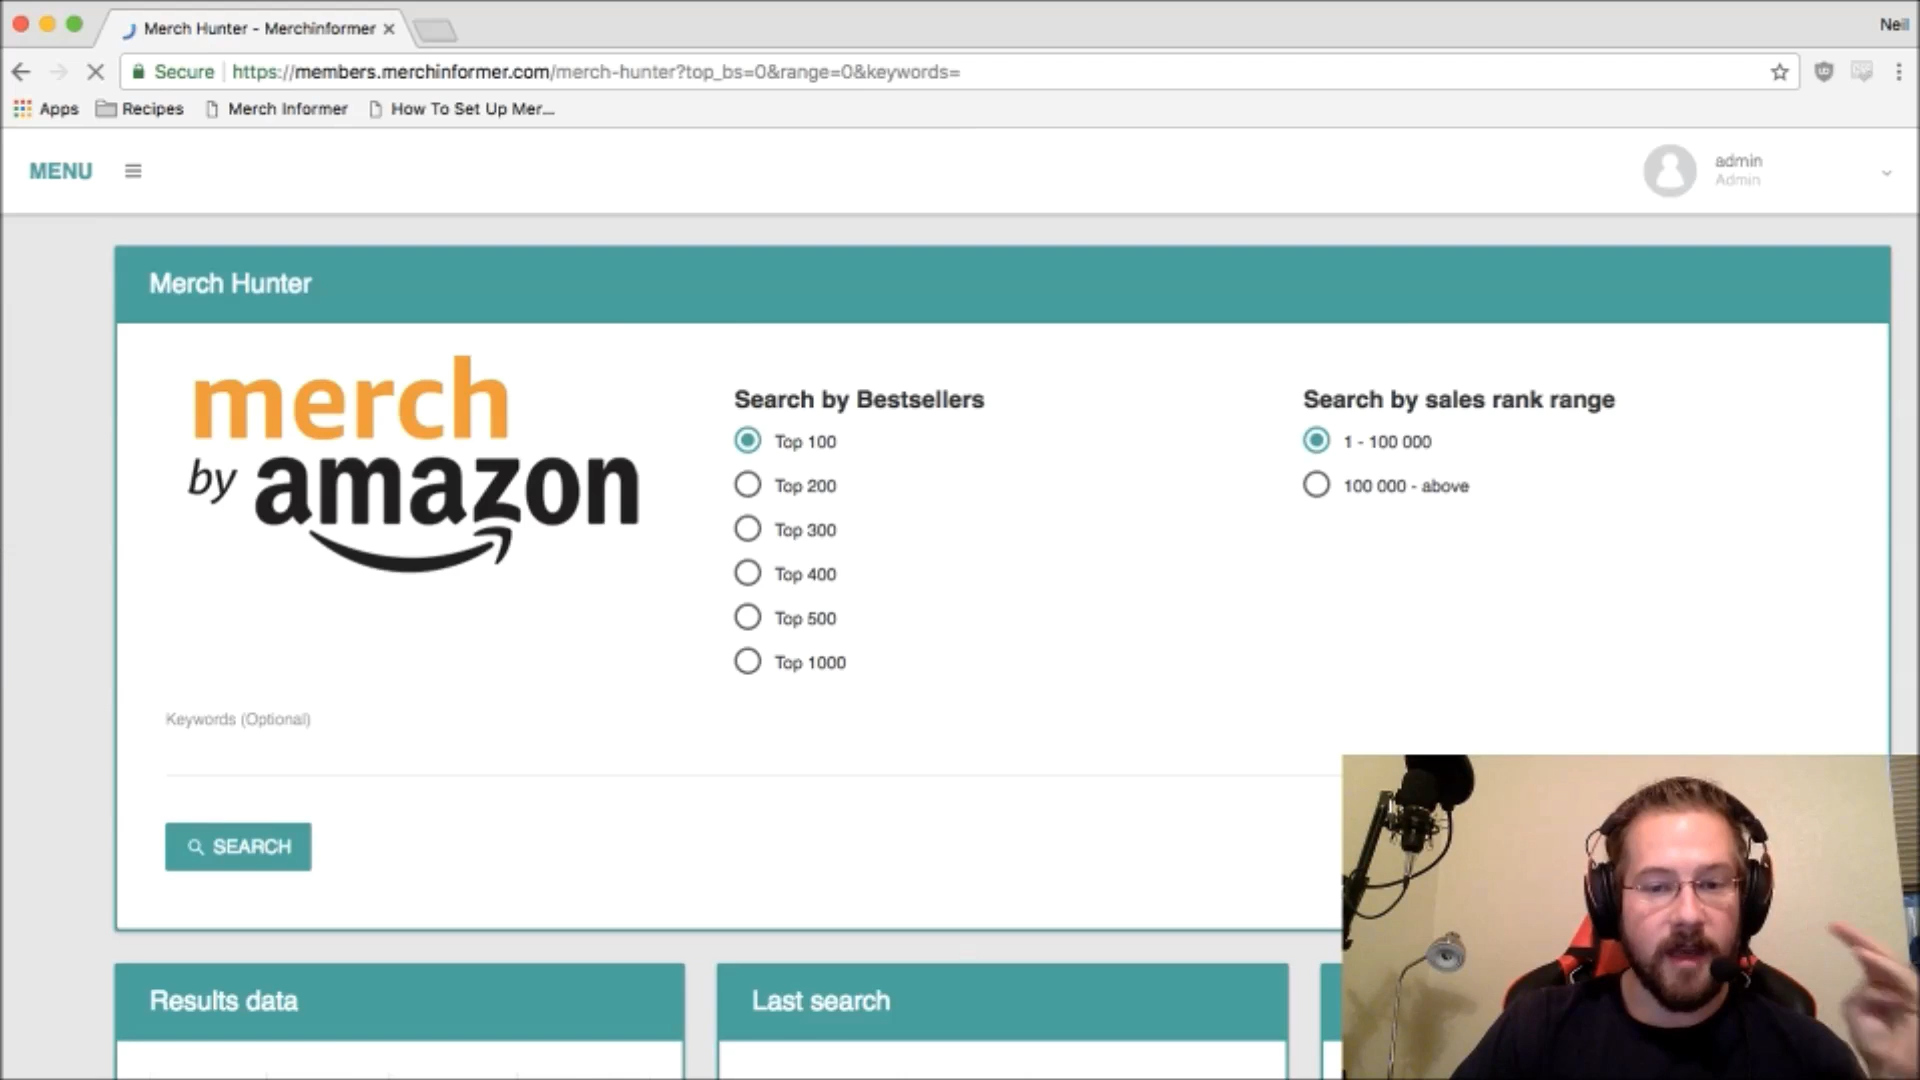 Merch Hunter - Merchinformer
Neil
Secure https://members.merchinformer.com/merch-hunter?top_bs=0&range=0&keywords=
Apps Recipes Merch Informer How To Set Up Mer...
MENU
admin
Admin
Merch Hunter
merch
by amazon
Search by Bestsellers
Top 100
Top 200
Top 300
Top 400
Top 500
Top 1000
Search by sales rank range
1 - 100 000
100 000 - above
Keywords (Optional)
SEARCH
Results data
Last search